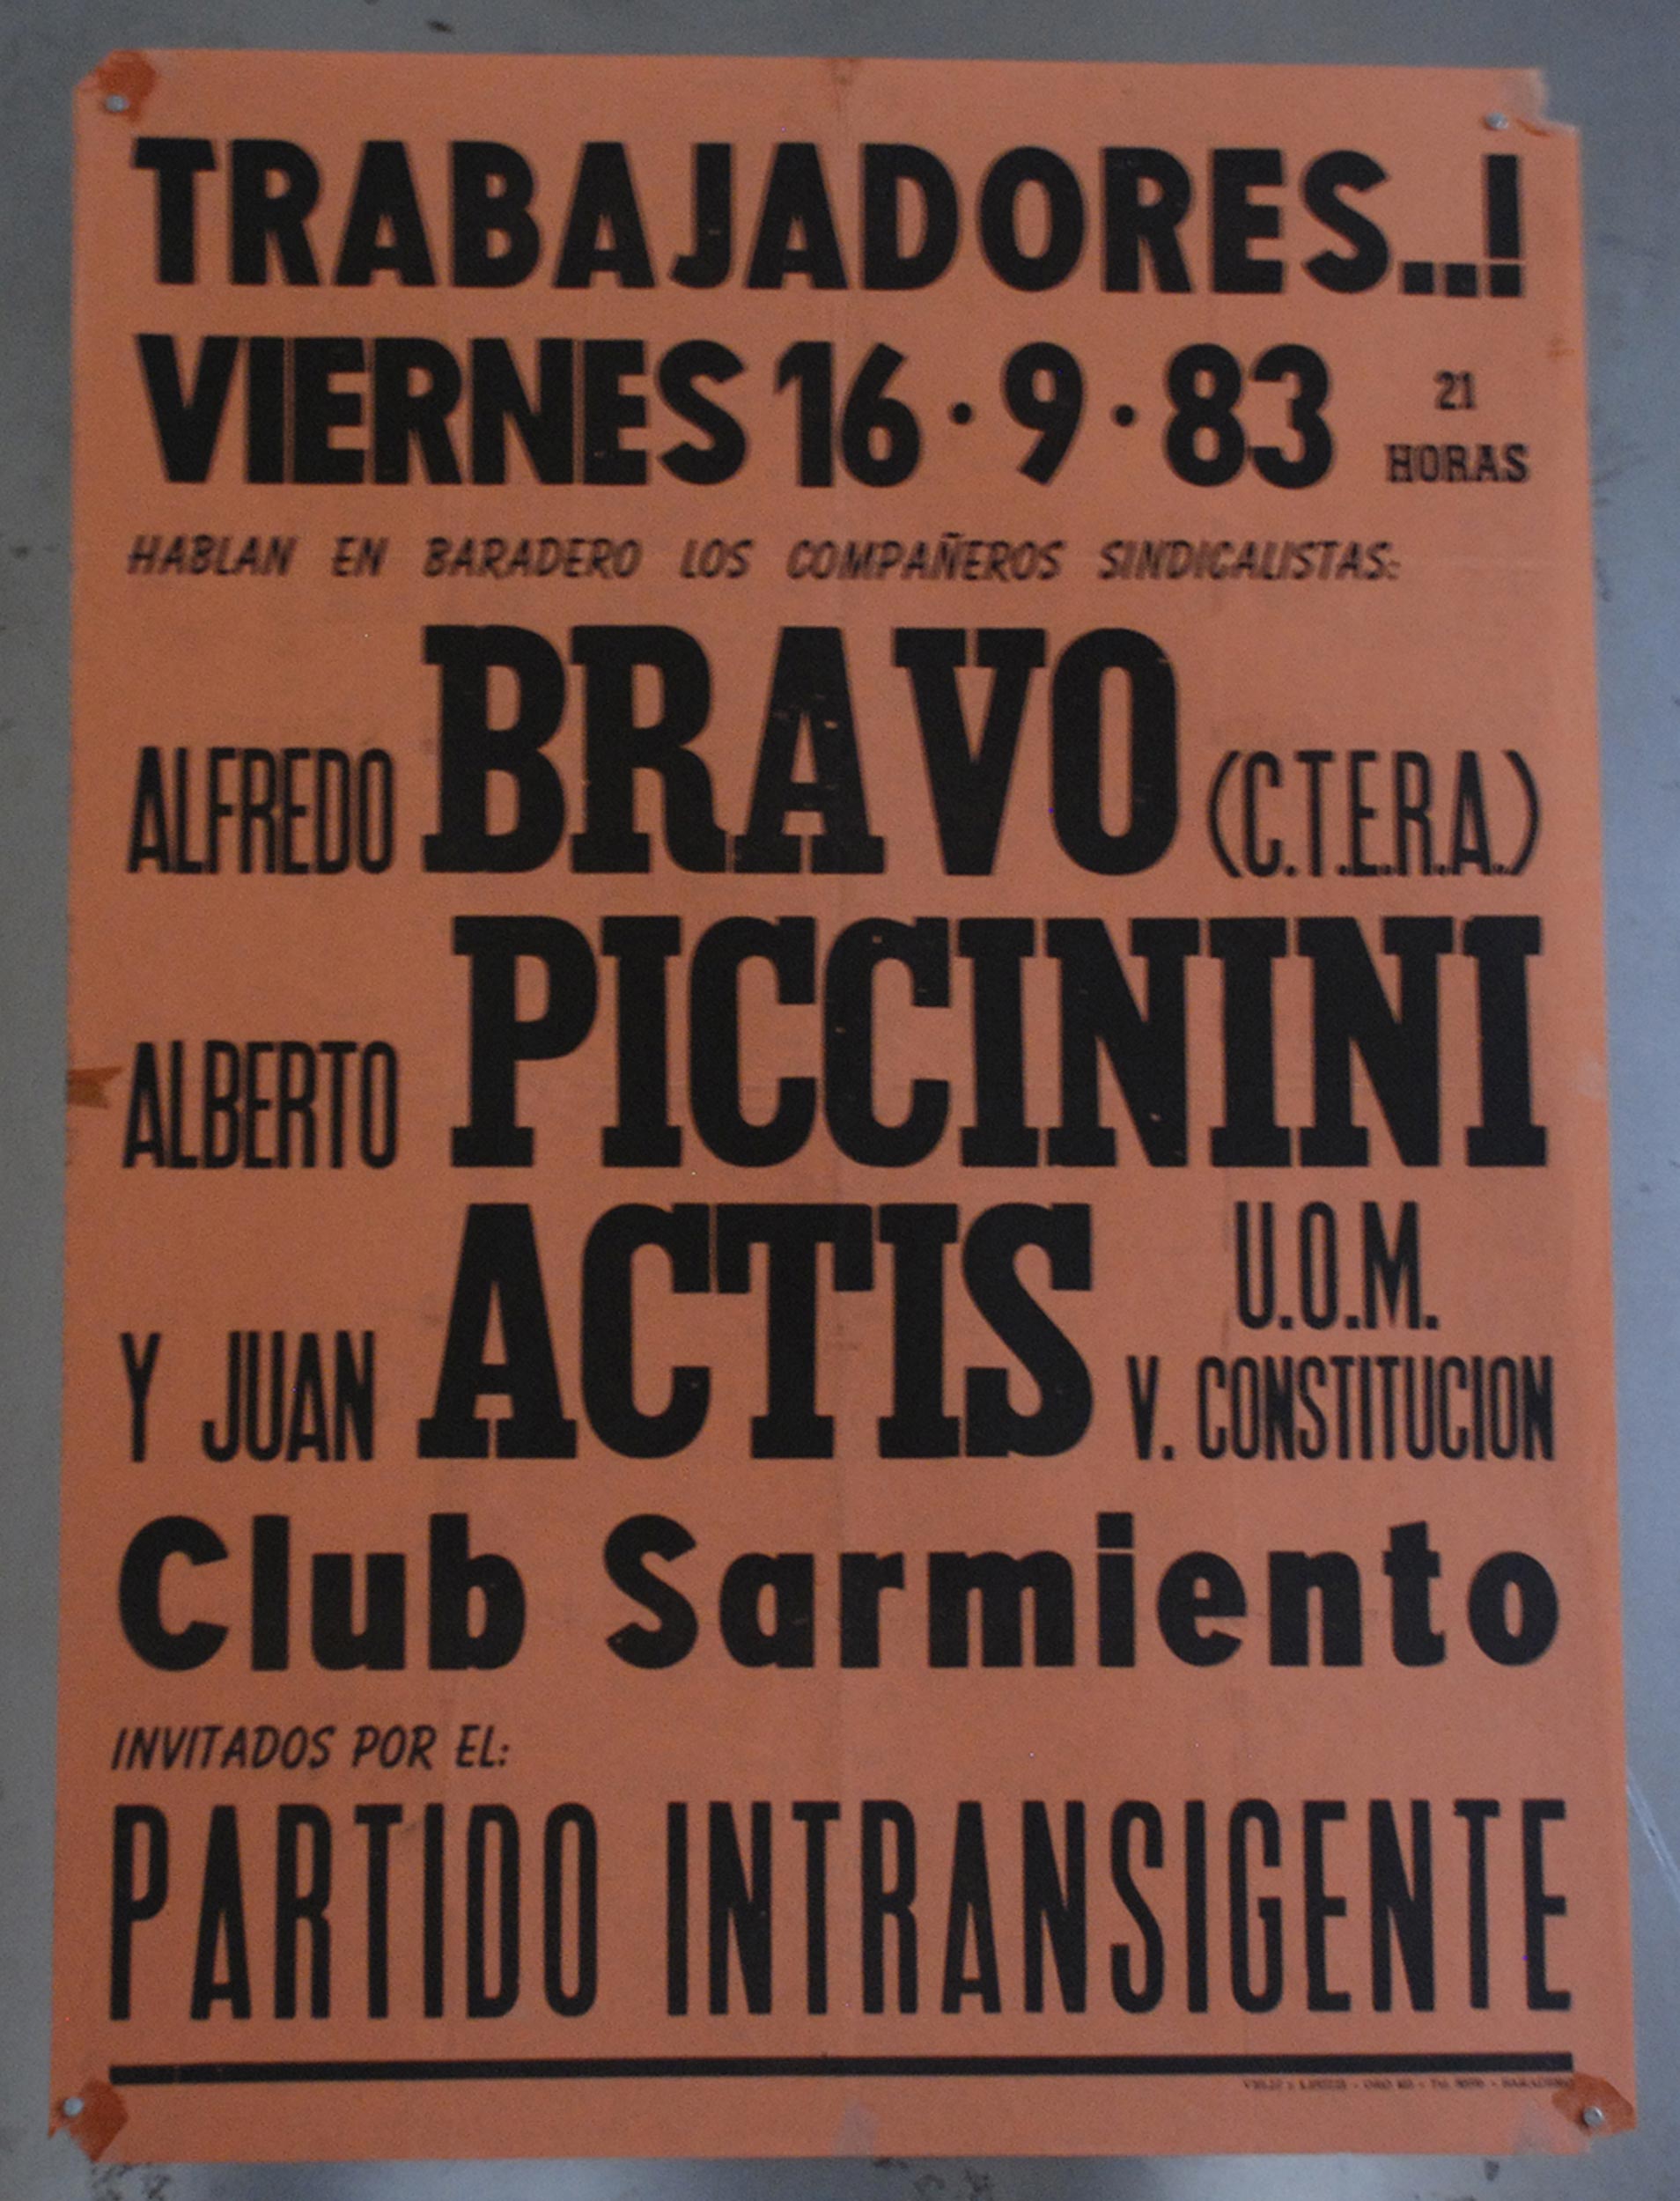 TRABAJADORES..!
VIERNES 16·9·83 21 HORAS
HABLAN EN BARADERO LOS COMPAÑEROS SINDICALISTAS:
ALFREDO BRAVO (C.T.E.R.A.)
ALBERTO PICCININI
Y JUAN ACTIS U.O.M. V. CONSTITUCION
Club Sarmiento
INVITADOS POR EL:
PARTIDO INTRANSIGENTE
BARADERO